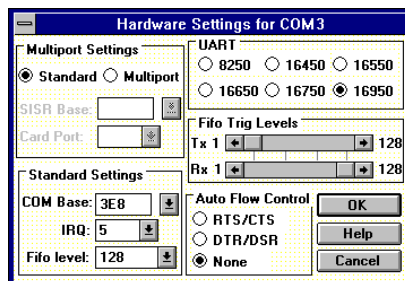 Hardware Settings for COM3
Multiport Settings
Standard Multiport
SISR Base:
Card Port:
UART
8250 16450 16550
16650 16750 16950
Fifo Trig Levels
Tx 1 128
Rx 1 128
Standard Settings
COM Base: 3E8
IRQ: 5
Fifo level: 128
Auto Flow Control
RTS/CTS
DTR/DSR
None
OK
Help
Cancel